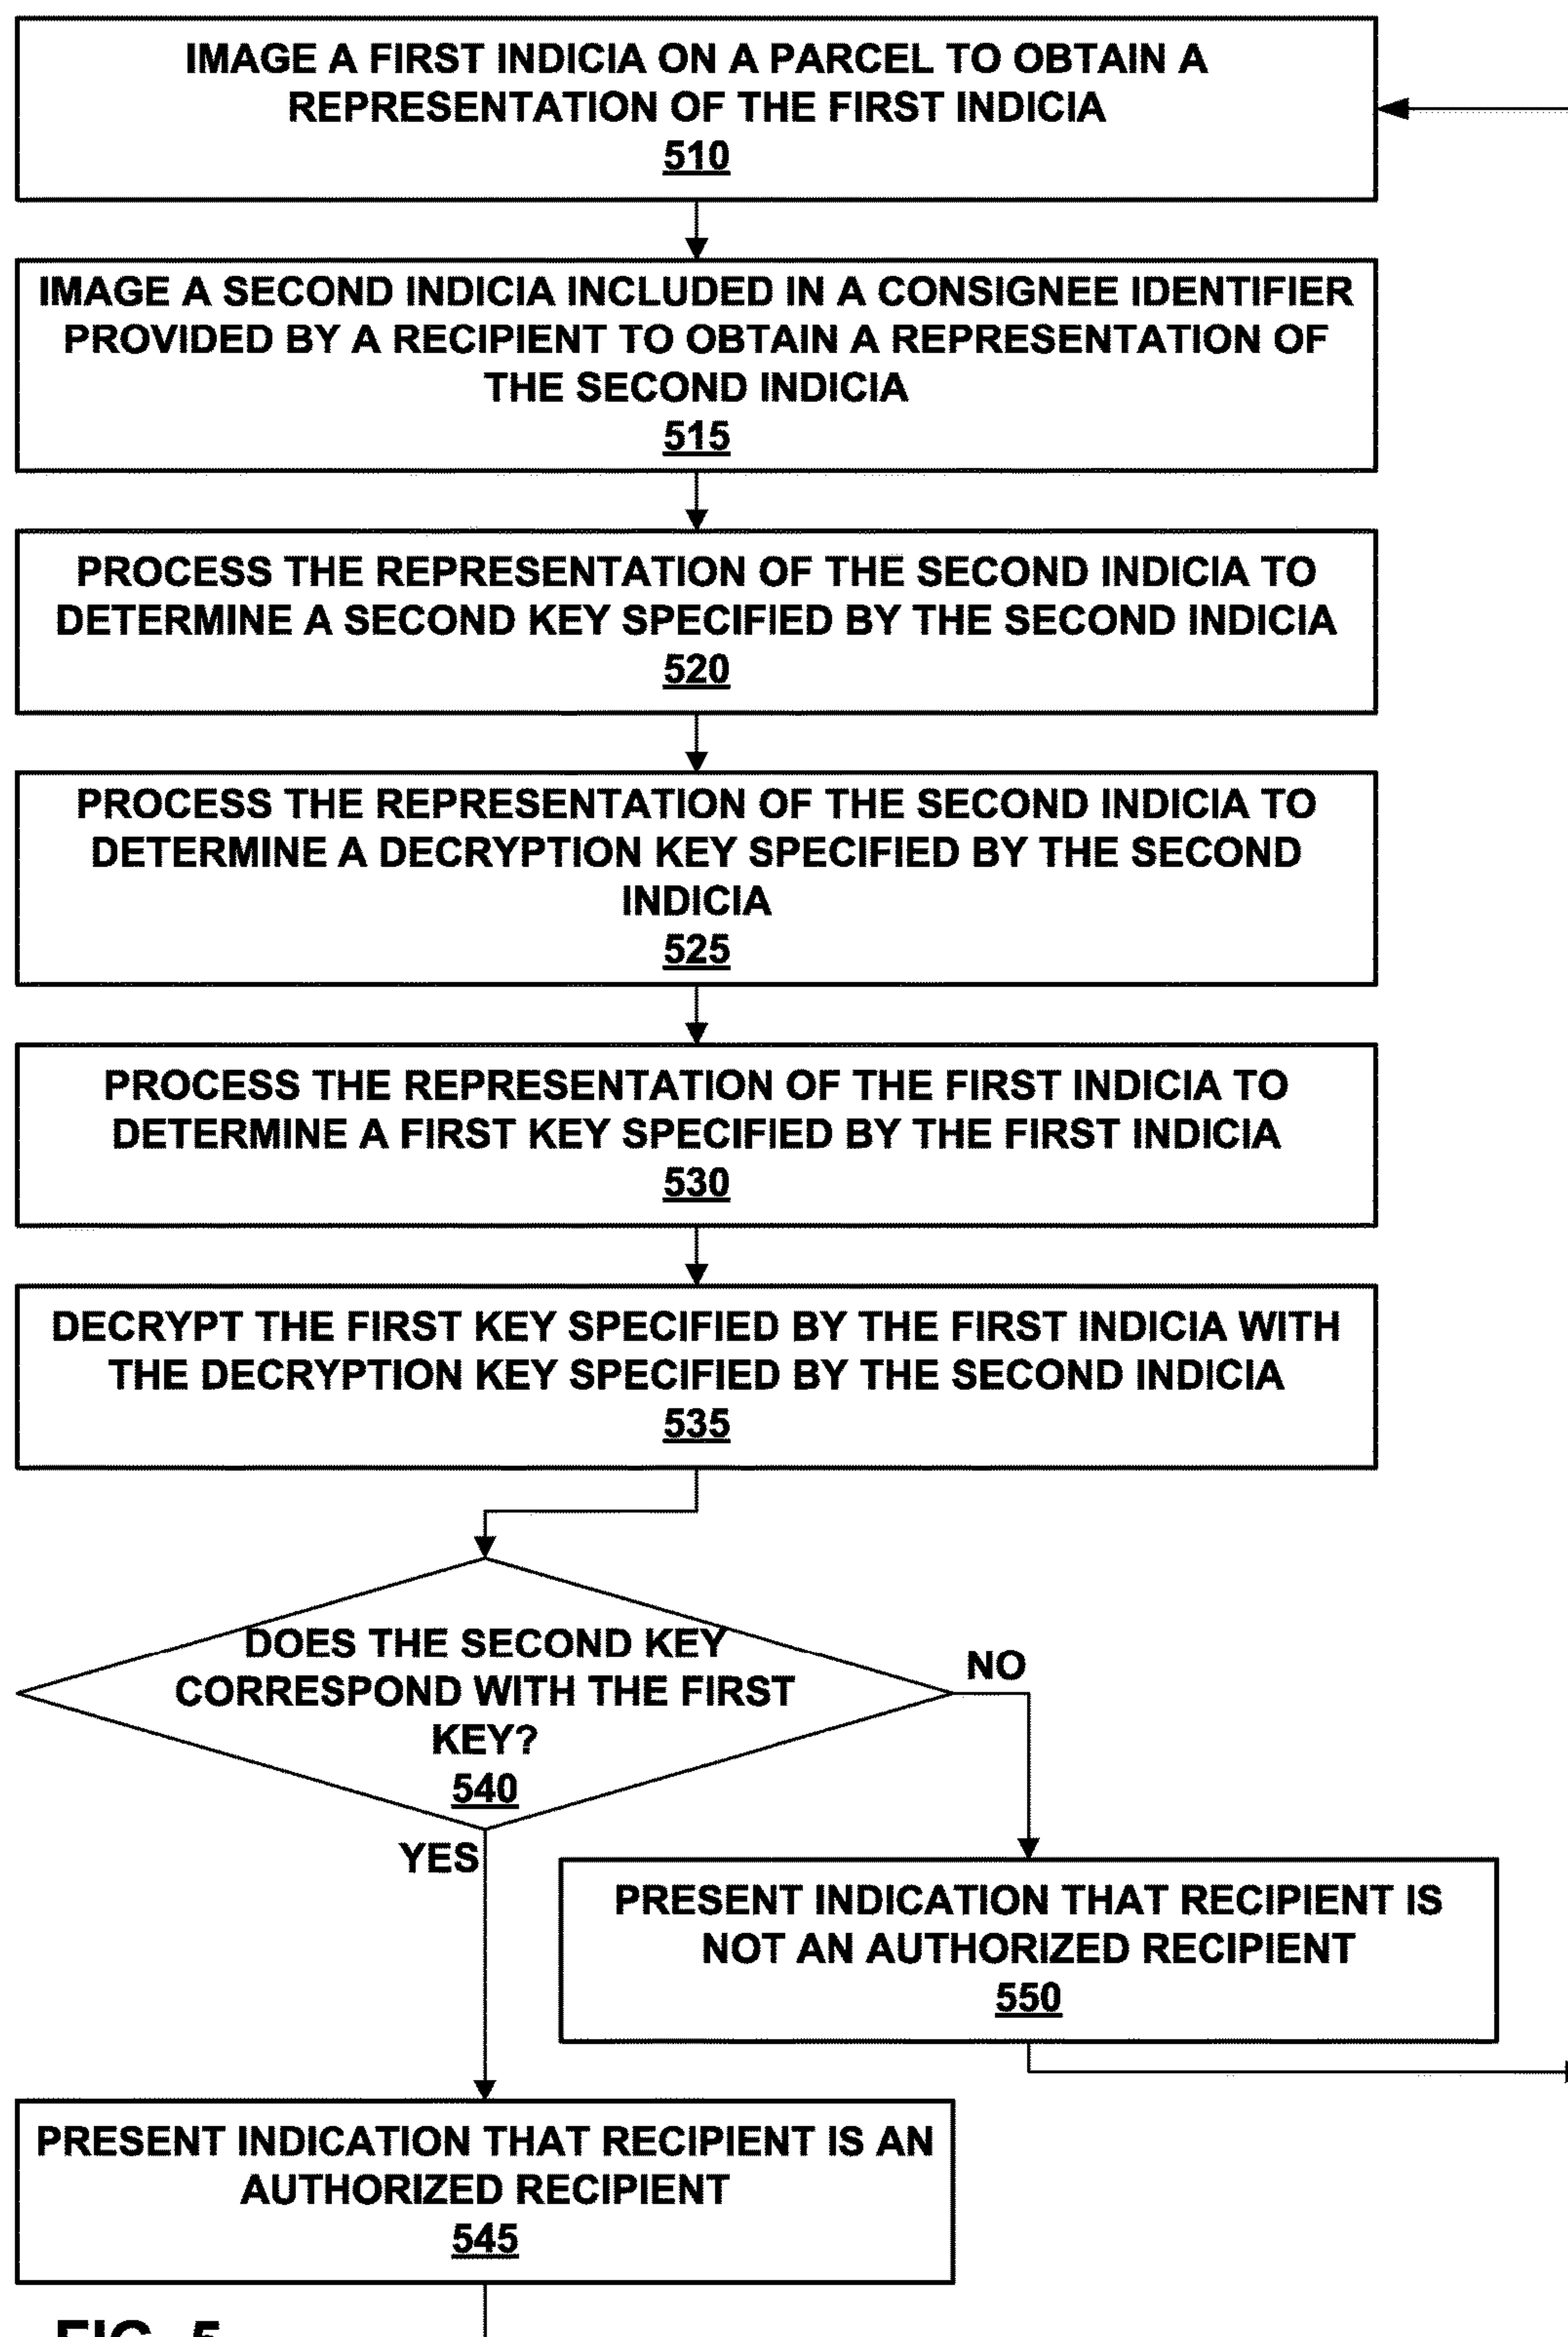 IMAGE A FIRST INDICIA ON A PARCEL TO OBTAIN A
REPRESENTATION OF THE FIRST INDICIA
510
IMAGE A SECOND INDICIA INCLUDED IN A CONSIGNEE IDENTIFIER
PROVIDED BY A RECIPIENT TO OBTAIN A REPRESENTATION OF
THE SECOND INDICIA
515
PROCESS THE REPRESENTATION OF THE SECOND INDICIA TO
DETERMINE A SECOND KEY SPECIFIED BY THE SECOND INDICIA
520
PROCESS THE REPRESENTATION OF THE SECOND INDICIA TO
DETERMINE A DECRYPTION KEY SPECIFIED BY THE SECOND
INDICIA
525
PROCESS THE REPRESENTATION OF THE FIRST INDICIA TO
DETERMINE A FIRST KEY SPECIFIED BY THE FIRST INDICIA
530
DECRYPT THE FIRST KEY SPECIFIED BY THE FIRST INDICIA WITH
THE DECRYPTION KEY SPECIFIED BY THE SECOND INDICIA
535
DOES THE SECOND KEY
CORRESPOND WITH THE FIRST
KEY?
540
NO
YES
PRESENT INDICATION THAT RECIPIENT IS
NOT AN AUTHORIZED RECIPIENT
550
PRESENT INDICATION THAT RECIPIENT IS AN
AUTHORIZED RECIPIENT
545
FIG. 5